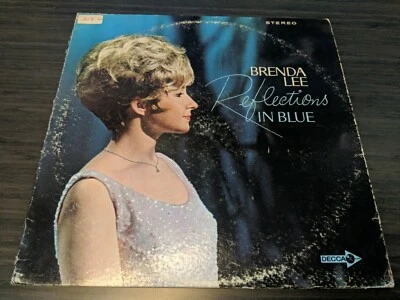 STEREO
BRENDA
LEE
Reflections
IN BLUE
DECCA